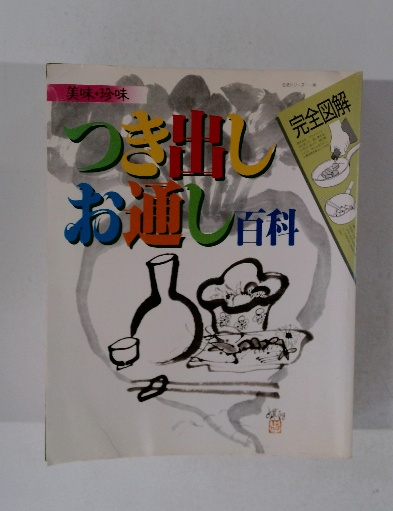 美味・珍味
完全図解
つき出し
お通し百科